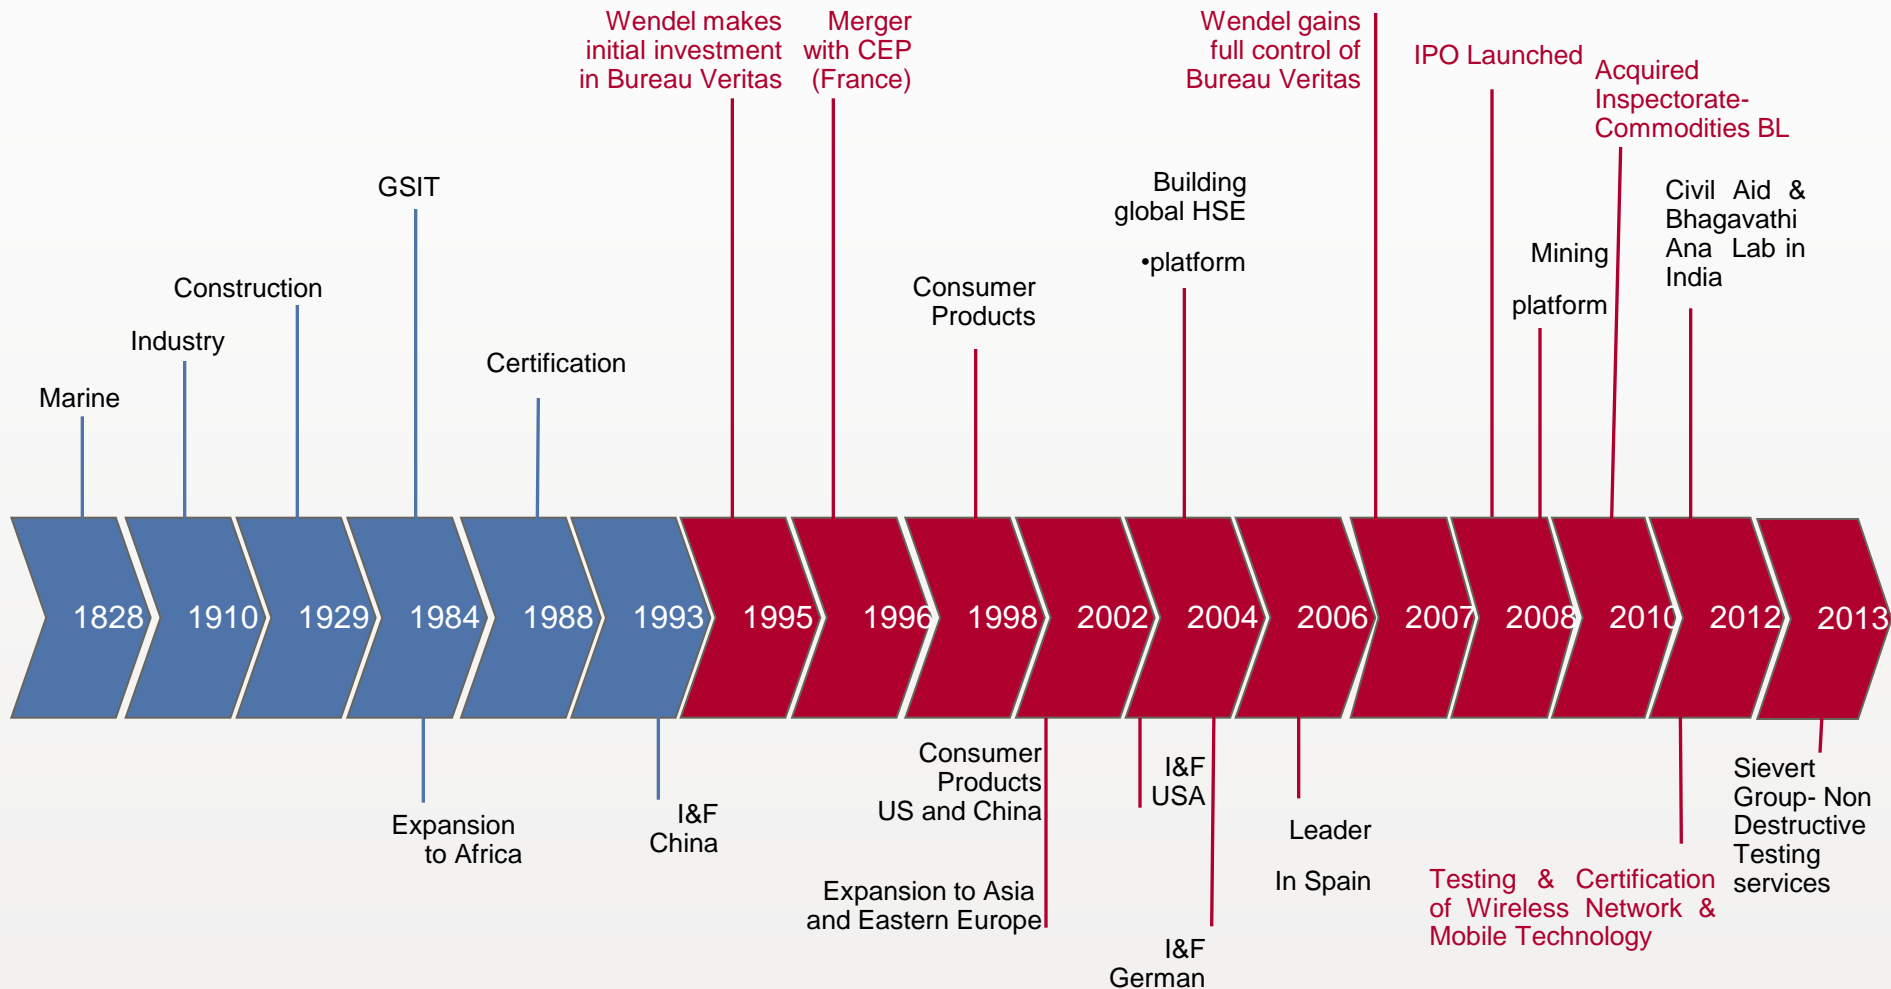 Wendel makes
initial investment
in Bureau Veritas
Merger
with CEP
(France)
Wendel gains
full control of
Bureau Veritas
IPO Launched
Acquired
Inspectorate-
Commodities BL
GSIT
Building
global HSE
•platform
Civil Aid &
Bhagavathi
Ana Lab in
India
Mining
platform
Construction
Consumer
Products
Industry
Certification
Marine
1828
1910
1929
1984
1988
1993
1995
1996
1998
2002
2004
2006
2007
2008
2010
2012
2013
Expansion
to Africa
I&F
China
Consumer
Products
US and China
Expansion to Asia
and Eastern Europe
I&F
USA
I&F
German
Leader
In Spain
Testing & Certification
of Wireless Network &
Mobile Technology
Sievert
Group- Non
Destructive
Testing
services